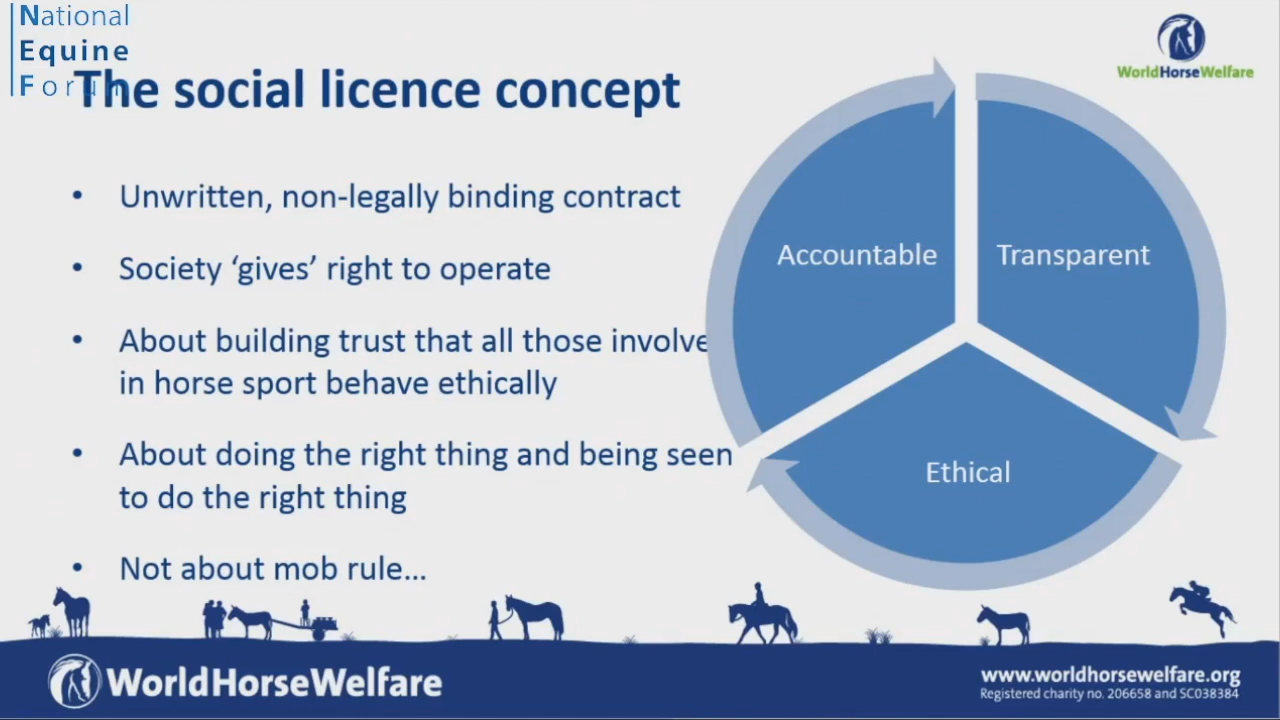 National
Equine
Forum
The social licence concept
WorldHorseWelfare
• Unwritten, non-legally binding contract
• Society ‘gives’ right to operate
• About building trust that all those involve
in horse sport behave ethically
• About doing the right thing and being seen
to do the right thing
• Not about mob rule...
Accountable
Transparent
Ethical
WorldHorseWelfare
www.worldhorsewelfare.org
Registered charity no. 206658 and SC038384